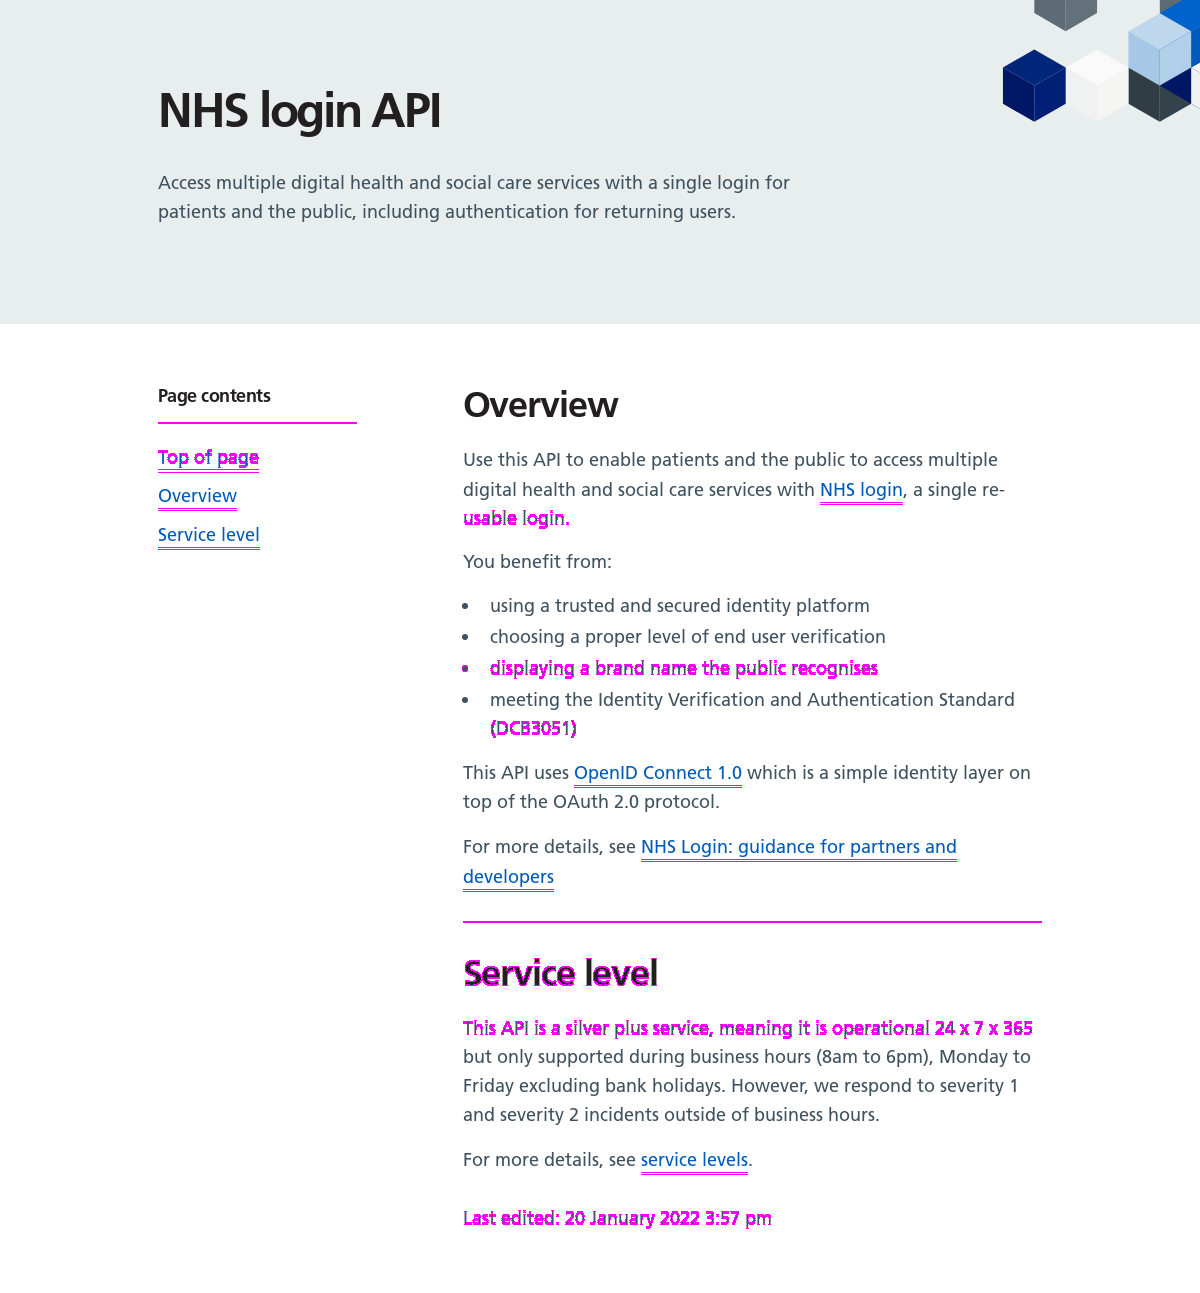 NHS login API
Access multiple digital health and social care services with a single login for
patients and the public, including authentication for returning users.
Page contents
Top of page
Overview
Service level
Overview
Use this API to enable patients and the public to access multiple
digital health and social care services with NHS login, a single re-
usable login.
You benefit from:
• using a trusted and secured identity platform
• choosing a proper level of end user verification
• displaying a brand name the public recognises
• meeting the Identity Verification and Authentication Standard
(DCB3051)
This API uses OpenID Connect 1.0 which is a simple identity layer on
top of the OAuth 2.0 protocol.
For more details, see NHS Login: guidance for partners and
developers
Service level
This API is a silver plus service, meaning it is operational 24 x 7 x 365
but only supported during business hours (8am to 6pm), Monday to
Friday excluding bank holidays. However, we respond to severity 1
and severity 2 incidents outside of business hours.
For more details, see service levels.
Last edited: 20 January 2022 3:57 pm